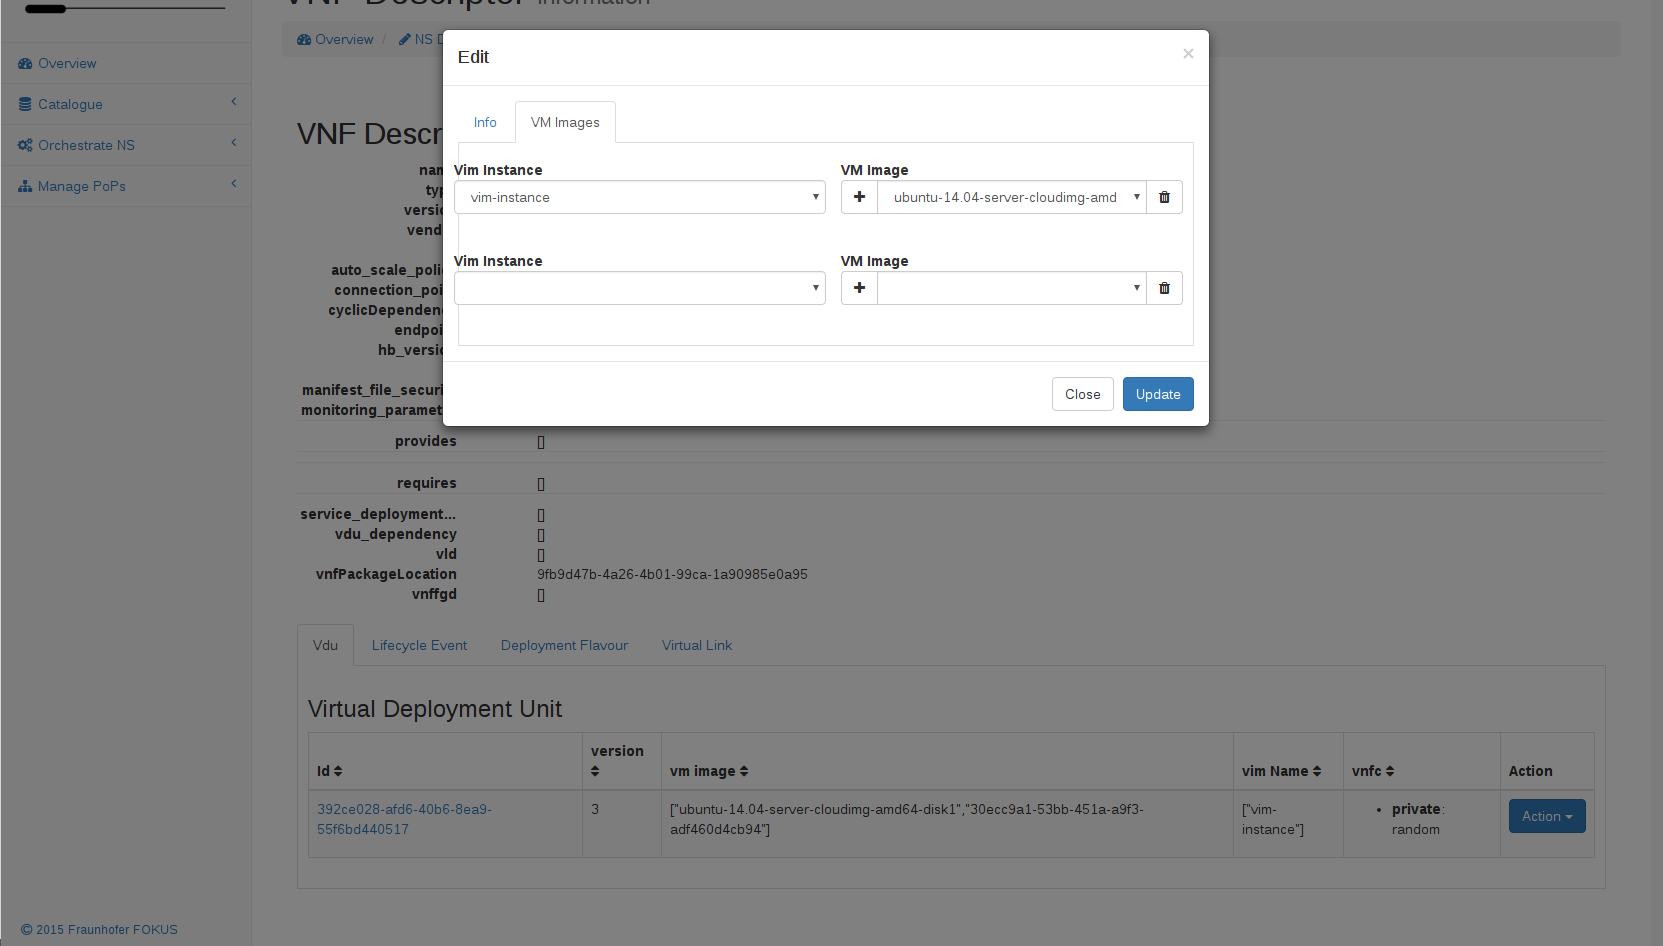 VNF Descriptor information
Overview / NS D
Overview
Catalogue
Orchestrate NS
Manage PoPs
Edit ×
Info VM Images
Vim Instance VM Image
vim-instance ubuntu-14.04-server-cloudimg-amd
Vim Instance VM Image
Close Update
VNF Descr
nam
typ
versio
vend
auto_scale_poli
connection_poi
cyclicDependen
endpoi
hb_versio
manifest_file_securi
monitoring_paramet
provides []
requires []
service_deployment... []
vdu_dependency []
vld []
vnfPackageLocation 9fb9d47b-4a26-4b01-99ca-1a90985e0a95
vnffgd []
Vdu Lifecycle Event Deployment Flavour Virtual Link
Virtual Deployment Unit
version
Id vm image vim Name vnfc Action
392ce028-afd6-40b6-8ea9- 3 ["ubuntu-14.04-server-cloudimg-amd64-disk1","30ecc9a1-53bb-451a-a9f3- ["vim- • private: Action
55f6bd440517 adf460d4cb94"] instance"] random
© 2015 Fraunhofer FOKUS